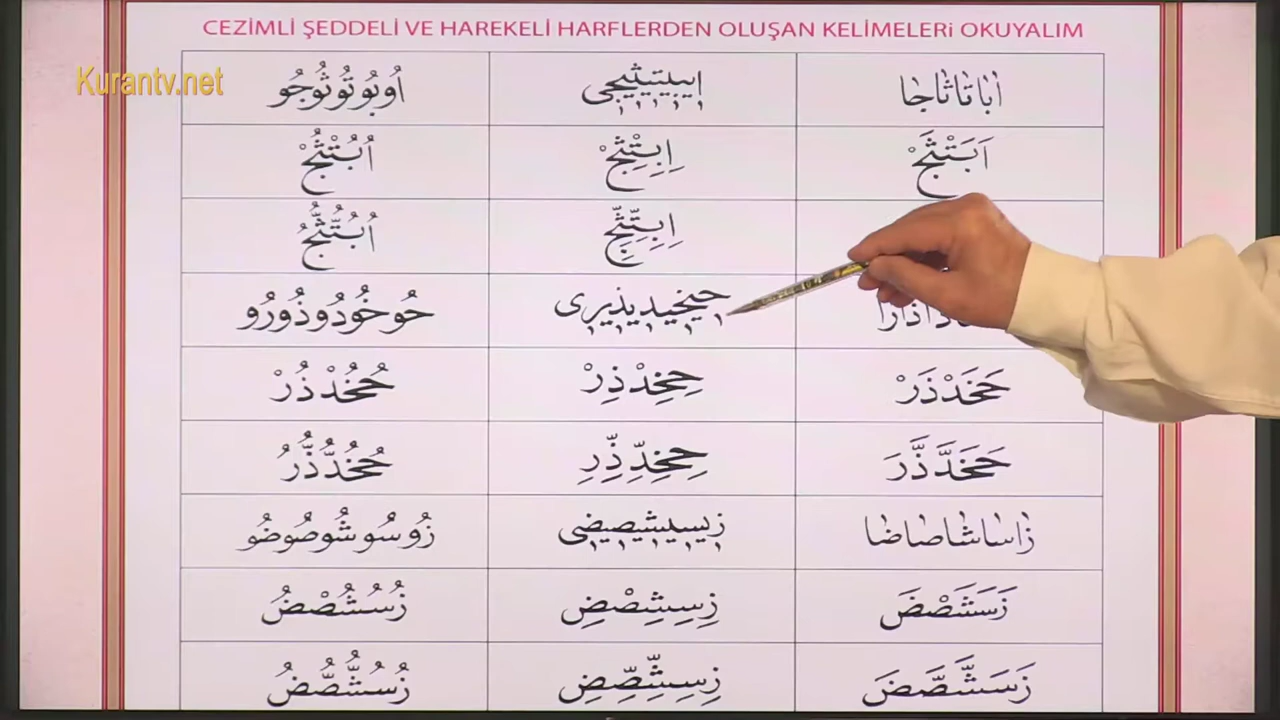 CEZİMLİ ŞEDDELİ VE HAREKELİ HARFLERDEN OLUŞAN KELİMELERi OKUYALIM
Kurantv.net
اٰبٰاتٰاثٰاجٰا اٖيبٖيتٖيثٖيجٖى اُوبُوتُوثُوجُو
اَبَتْثَجْ اِبِتْثِجْ اُبُتْثُجْ
اِبِتِّثِّجِ اُبُتُّثُّجُ
حٖيخٖيدٖيذٖيرٖى حُوخُودُوذُورُو
حَخَدْذَرْ حِخِدْذِرْ حُخُدْذُرْ
حَخَدَّذَّرَ حِخِدِّذِّرِ حُخُدُّذُّرُ
زٰاسٰاشٰاصٰاضٰا زٖيسٖيشٖيصٖيضٖى زُوسُوشُوصُوضُو
زَسَشَصْضَ زِسِشِصْضِ زُسُشُصْضُ
زَسَشَّصَّضَ زِسِشِّصِّضِ زُسُشُّصُّضُ